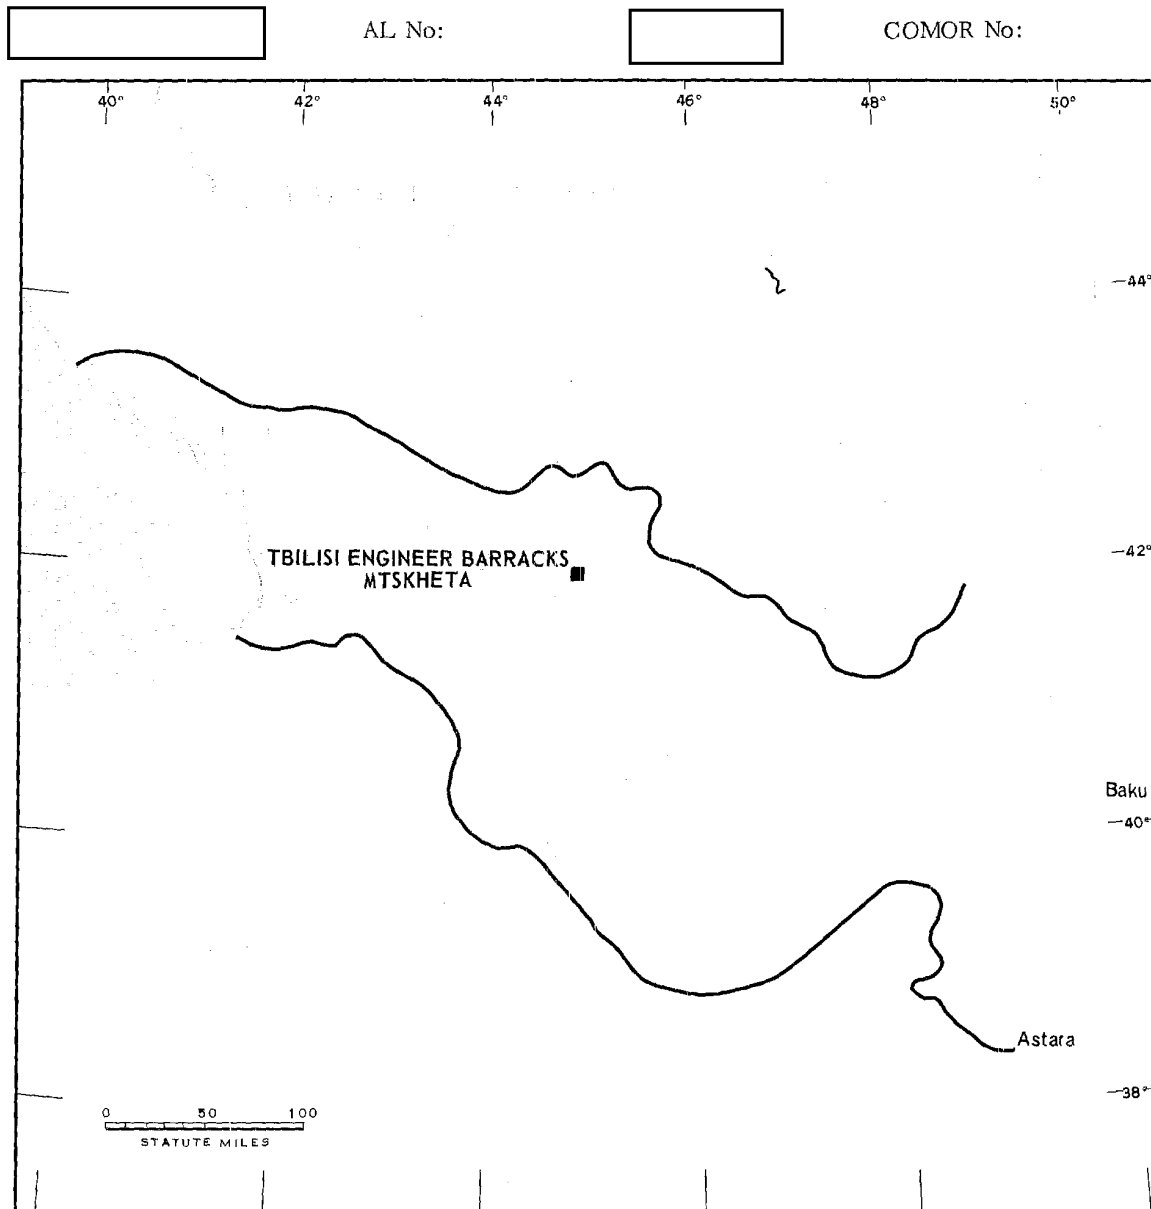 AL No: COMOR No:
40° 42° 44° 46° 48° 50°
44°
TBILISI ENGINEER BARRACKS
MTSKHETA
42°
Baku
40°
Astara
38°
0 50 100
STATUTE MILES